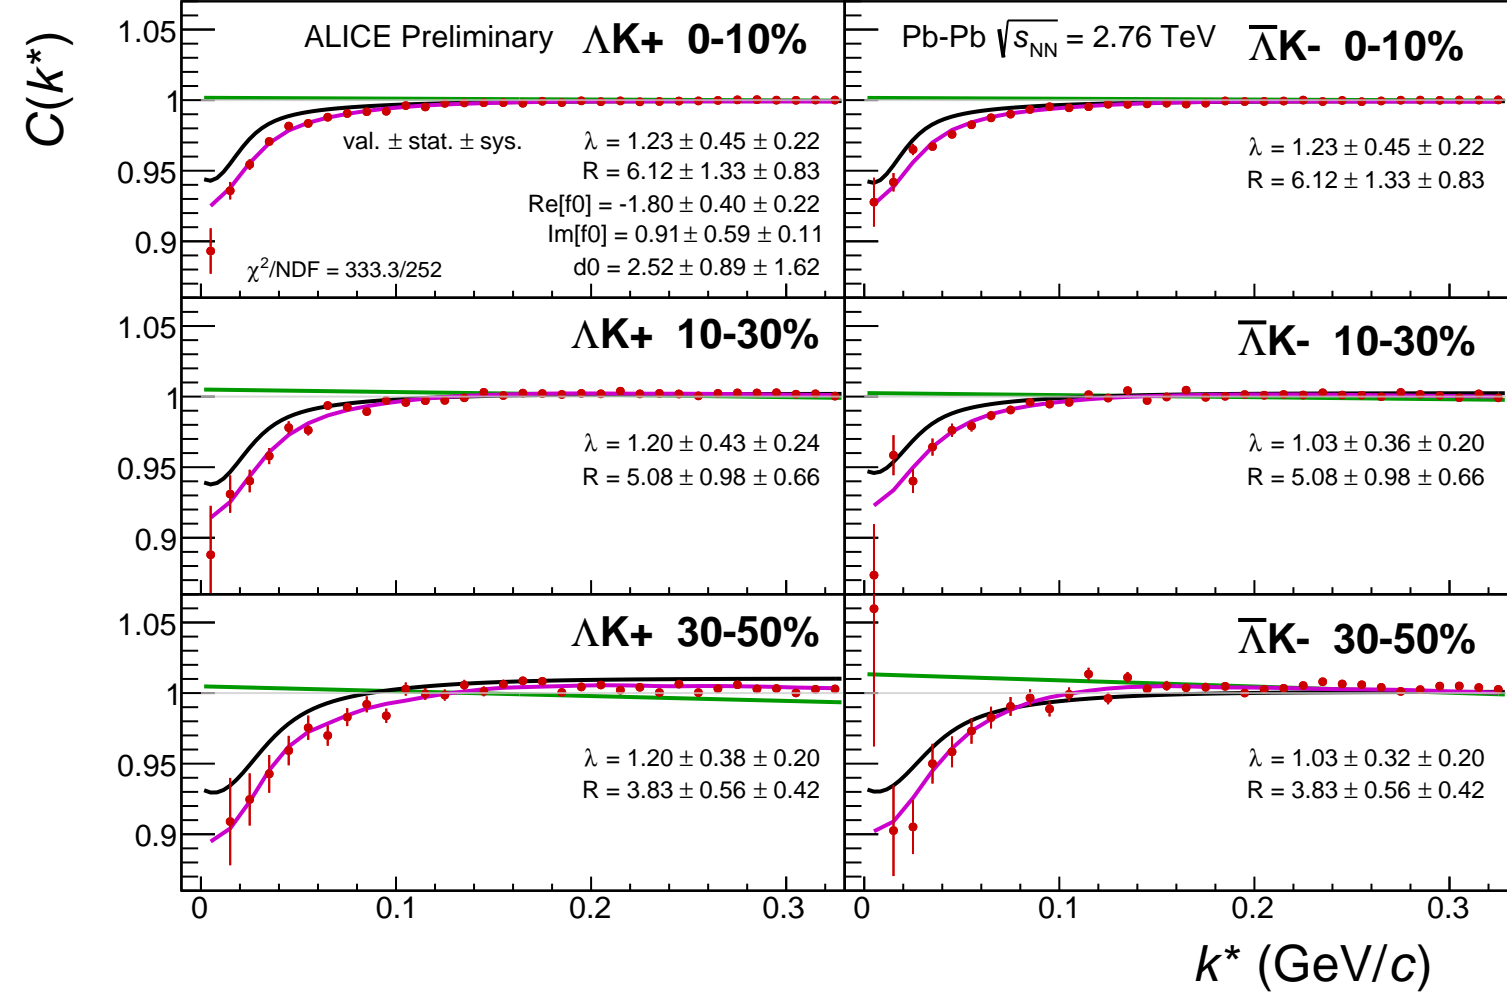 C(k*)
ALICE Preliminary ΛK+ 0-10%
val. ± stat. ± sys.
λ = 1.23 ± 0.45 ± 0.22
R = 6.12 ± 1.33 ± 0.83
Re[f0] = -1.80 ± 0.40 ± 0.22
Im[f0] = 0.91 ± 0.59 ± 0.11
d0 = 2.52 ± 0.89 ± 1.62
χ²/NDF = 333.3/252
1.05
1
0.95
0.9
Pb-Pb √sNN = 2.76 TeV Λ̅K- 0-10%
λ = 1.23 ± 0.45 ± 0.22
R = 6.12 ± 1.33 ± 0.83
ΛK+ 10-30%
λ = 1.20 ± 0.43 ± 0.24
R = 5.08 ± 0.98 ± 0.66
1.05
1
0.95
0.9
Λ̅K- 10-30%
λ = 1.03 ± 0.36 ± 0.20
R = 5.08 ± 0.98 ± 0.66
ΛK+ 30-50%
λ = 1.20 ± 0.38 ± 0.20
R = 3.83 ± 0.56 ± 0.42
1.05
1
0.95
0.9
Λ̅K- 30-50%
λ = 1.03 ± 0.32 ± 0.20
R = 3.83 ± 0.56 ± 0.42
0 0.1 0.2 0.3
0 0.1 0.2 0.3
k* (GeV/c)